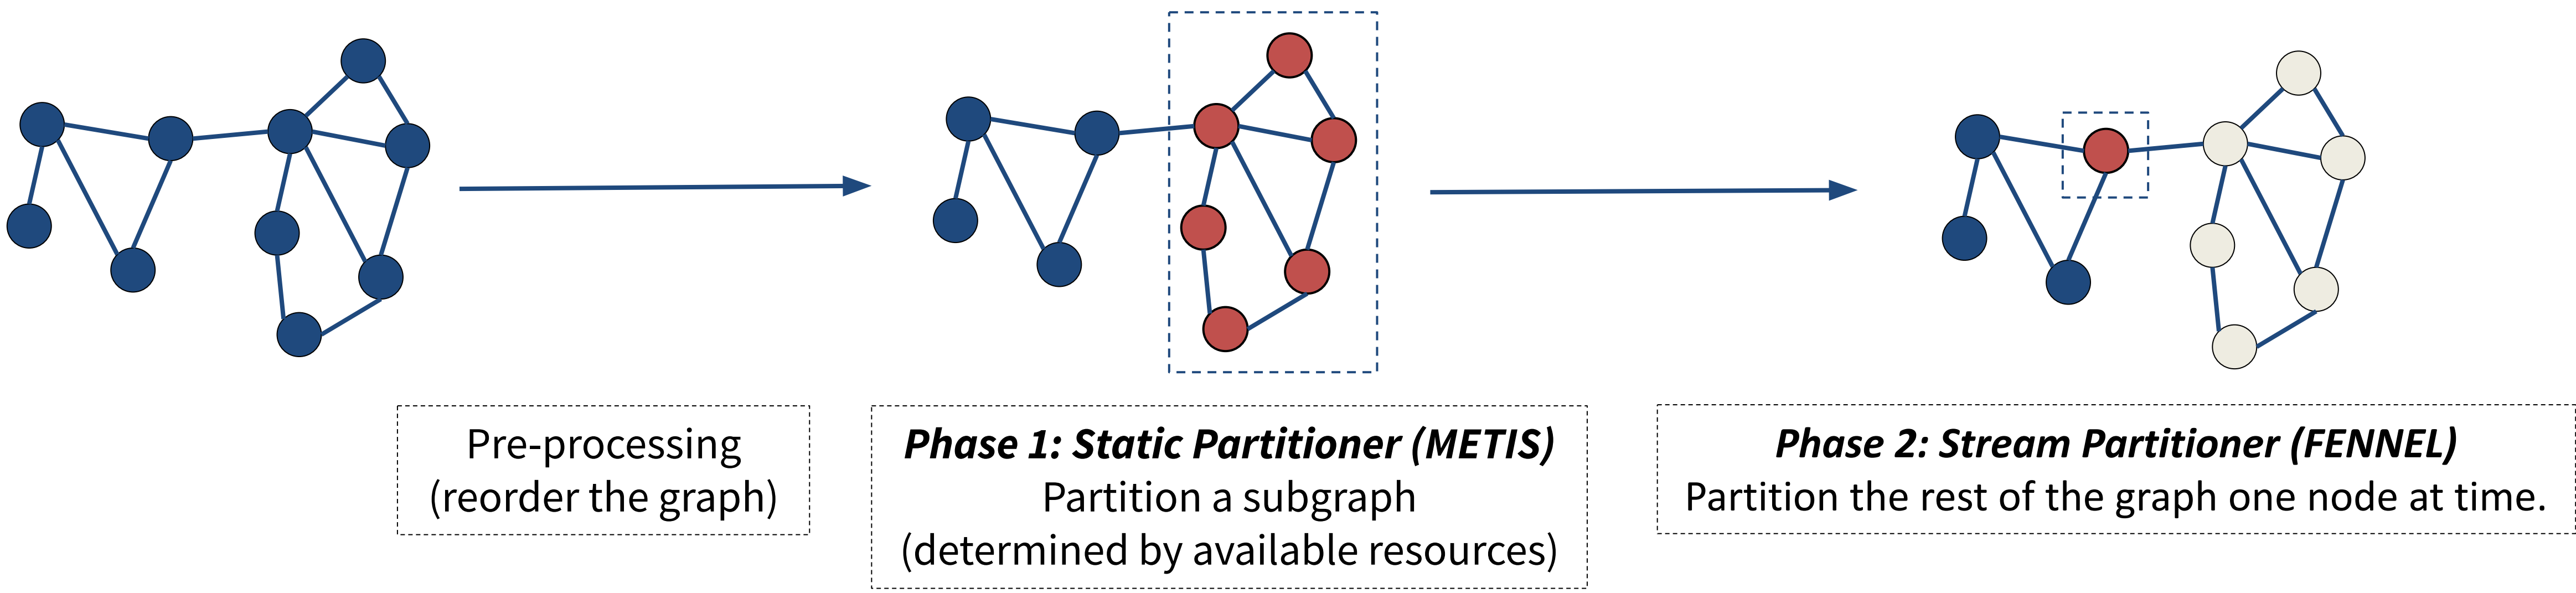 Pre-processing
(reorder the graph)
Phase 1: Static Partitioner (METIS)
Partition a subgraph
(determined by available resources)
Phase 2: Stream Partitioner (FENNEL)
Partition the rest of the graph one node at time.